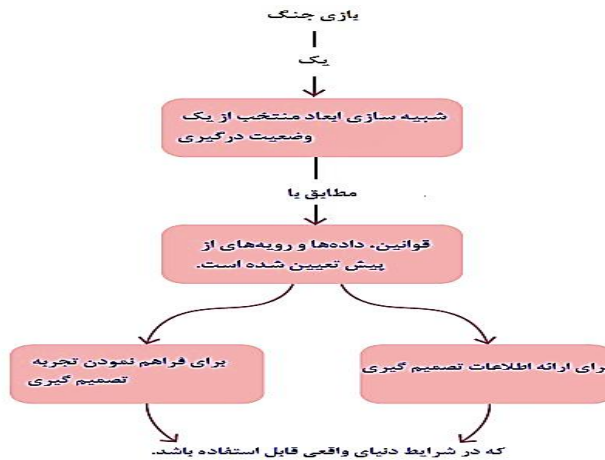 بازی جنگ
یک
شبیه سازی ابعاد منتخب از یک
وضعیت درگیری
مطابق با
قوانین، داده‌ها و رویه‌های از
پیش تعیین شده است.
برای ارائه اطلاعات تصمیم گیری
برای فراهم نمودن تجربه
تصمیم گیری
که در شرایط دنیای واقعی قابل استفاده باشد.